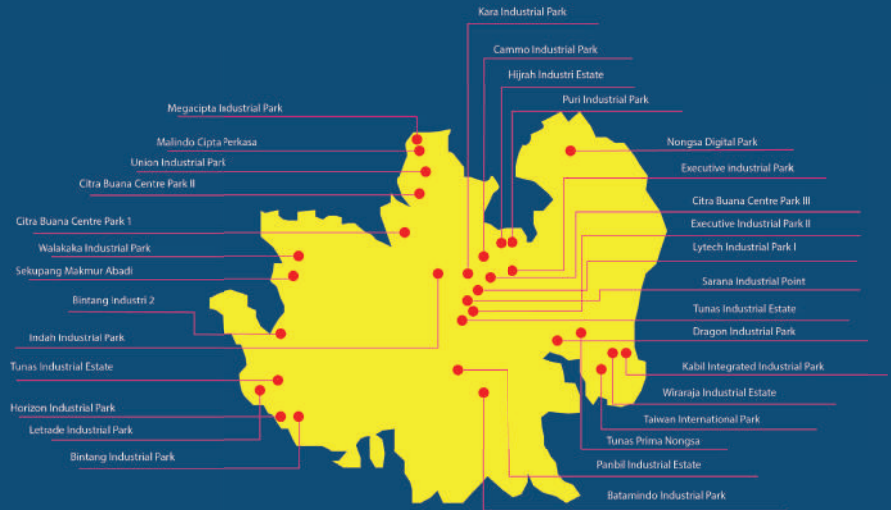 Kara Industrial Park
Cammo Industrial Park
Hijrah Industri Estate
Puri Industrial Park
Megacipta Industrial Park
Malindo Cipta Perkasa
Union Industrial Park
Citra Buana Centre Park II
Citra Buana Centre Park 1
Walakaka Industrial Park
Sekupang Makmur Abadi
Bintang Industri 2
Indah Industrial Park
Tunas Industrial Estate
Horizon Industrial Park
Letrade Industrial Park
Bintang Industrial Park
Nongsa Digital Park
Executive industrial Park
Citra Buana Centre Park III
Executive Industrial Park II
Lytech Industrial Park I
Sarana Industrial Point
Tunas Industrial Estate
Dragon Industrial Park
Kabil Integrated Industrial Park
Wiraraja Industrial Estate
Taiwan International Park
Tunas Prima Nongsa
Panbil Industrial Estate
Batamindo Industrial Park